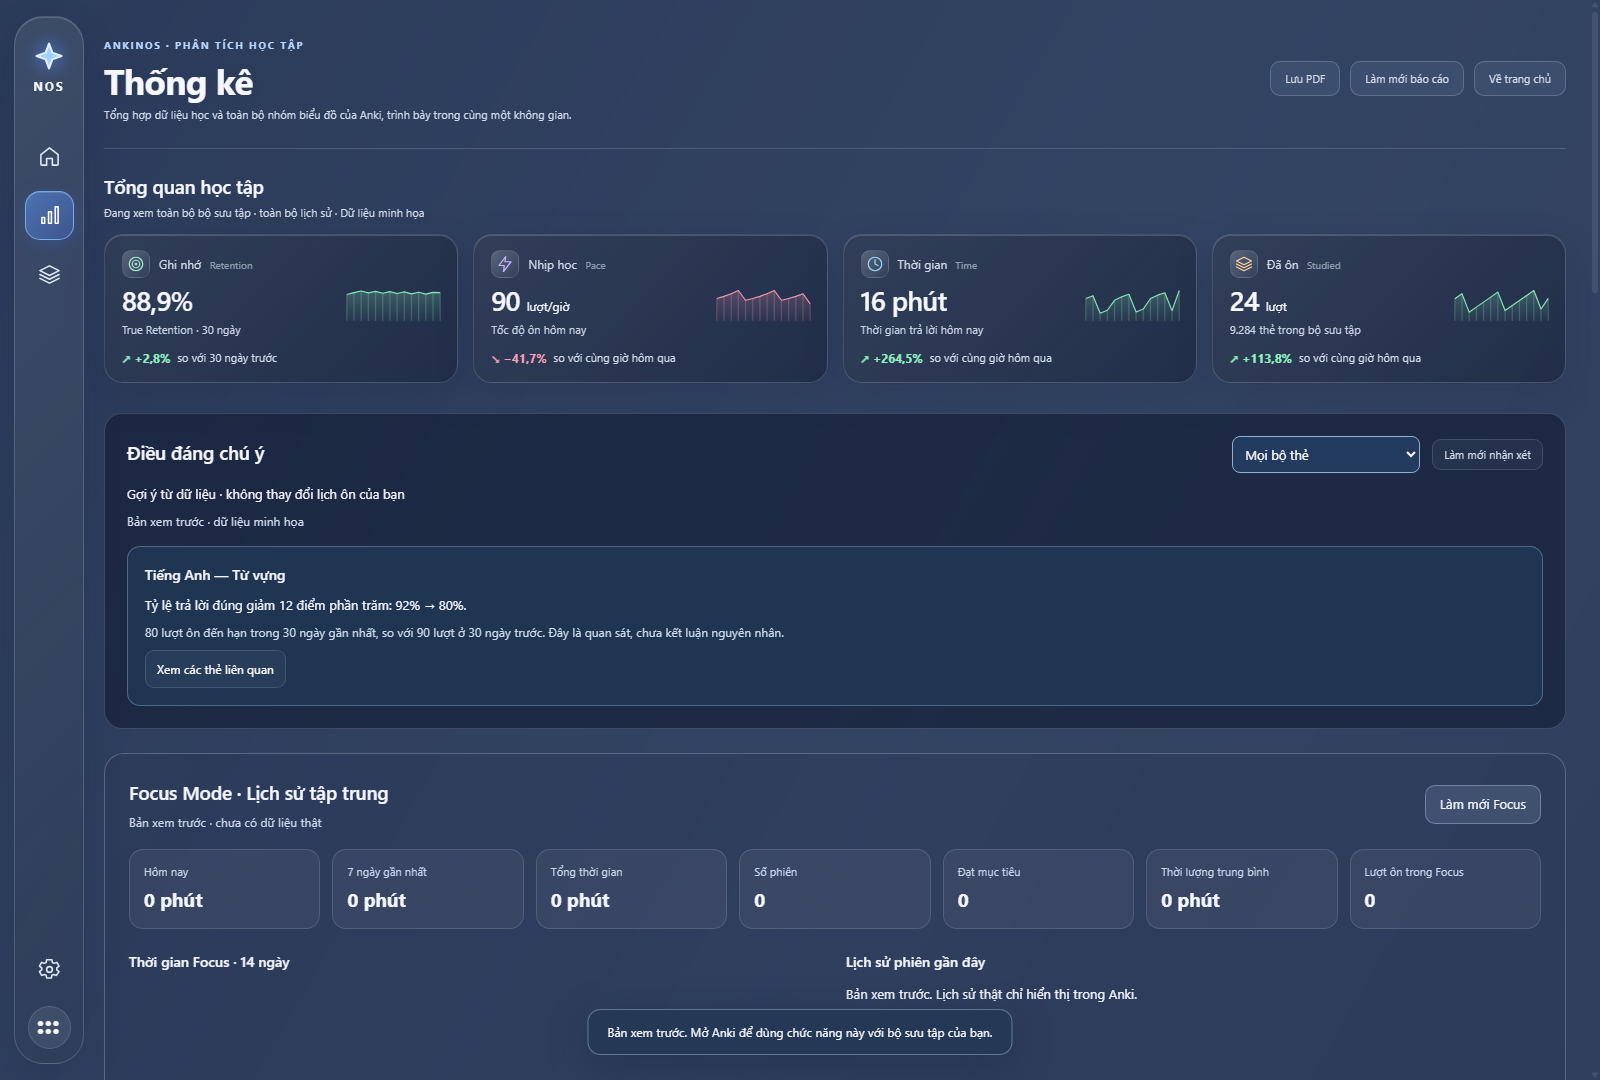 NOS
ANKINOS · PHÂN TÍCH HỌC TẬP
Thống kê
Tổng hợp dữ liệu học và toàn bộ nhóm biểu đồ của Anki, trình bày trong cùng một không gian.
Lưu PDF
Làm mới báo cáo
Về trang chủ
Tổng quan học tập
Đang xem toàn bộ bộ sưu tập · toàn bộ lịch sử · Dữ liệu minh họa
Ghi nhớ Retention
88,9%
True Retention · 30 ngày
↗ +2,8% so với 30 ngày trước
Nhịp học Pace
90 lượt/giờ
Tốc độ ôn hôm nay
↘ −41,7% so với cùng giờ hôm qua
Thời gian Time
16 phút
Thời gian trả lời hôm nay
↗ +264,5% so với cùng giờ hôm qua
Đã ôn Studied
24 lượt
9.284 thẻ trong bộ sưu tập
↗ +113,8% so với cùng giờ hôm qua
Điều đáng chú ý
Mọi bộ thẻ
Làm mới nhận xét
Gợi ý từ dữ liệu · không thay đổi lịch ôn của bạn
Bản xem trước · dữ liệu minh họa
Tiếng Anh — Từ vựng
Tỷ lệ trả lời đúng giảm 12 điểm phần trăm: 92% → 80%.
80 lượt ôn đến hạn trong 30 ngày gần nhất, so với 90 lượt ở 30 ngày trước. Đây là quan sát, chưa kết luận nguyên nhân.
Xem các thẻ liên quan
Focus Mode · Lịch sử tập trung
Bản xem trước · chưa có dữ liệu thật
Làm mới Focus
Hôm nay
0 phút
7 ngày gần nhất
0 phút
Tổng thời gian
0 phút
Số phiên
0
Đạt mục tiêu
0
Thời lượng trung bình
0 phút
Lượt ôn trong Focus
0
Thời gian Focus · 14 ngày
Lịch sử phiên gần đây
Bản xem trước. Lịch sử thật chỉ hiển thị trong Anki.
Bản xem trước. Mở Anki để dùng chức năng này với bộ sưu tập của bạn.